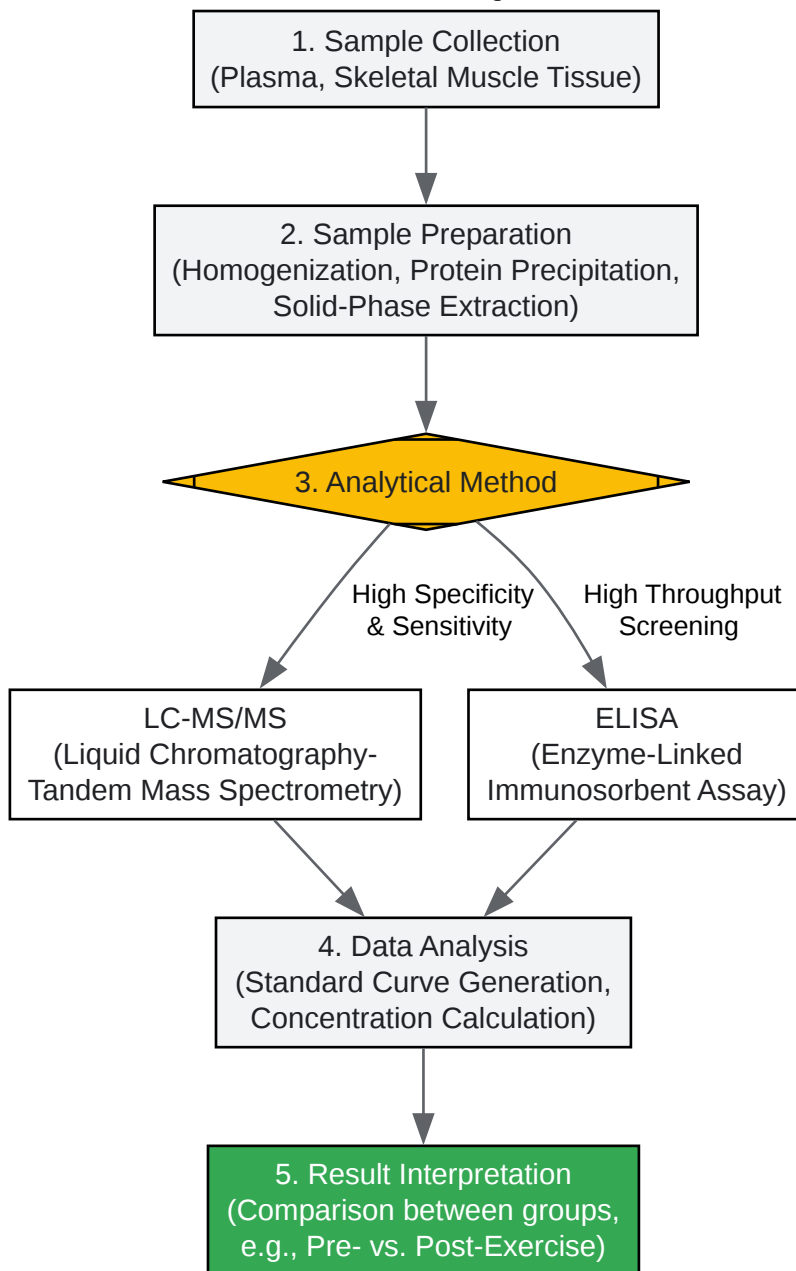 1. Sample Collection
(Plasma, Skeletal Muscle Tissue)
2. Sample Preparation
(Homogenization, Protein Precipitation,
Solid-Phase Extraction)
3. Analytical Method
High Specificity
& Sensitivity
High Throughput
Screening
LC-MS/MS
(Liquid Chromatography-
Tandem Mass Spectrometry)
ELISA
(Enzyme-Linked
Immunosorbent Assay)
4. Data Analysis
(Standard Curve Generation,
Concentration Calculation)
5. Result Interpretation
(Comparison between groups,
e.g., Pre- vs. Post-Exercise)